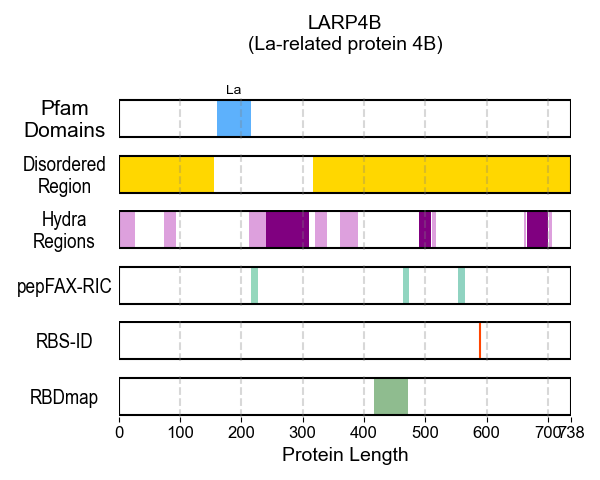 LARP4B
(La-related protein 4B)
La
Pfam
Domains
Disordered
Region
Hydra
Regions
pepFAX-RIC
RBS-ID
RBDmap
0 100 200 300 400 500 600 700 738
Protein Length